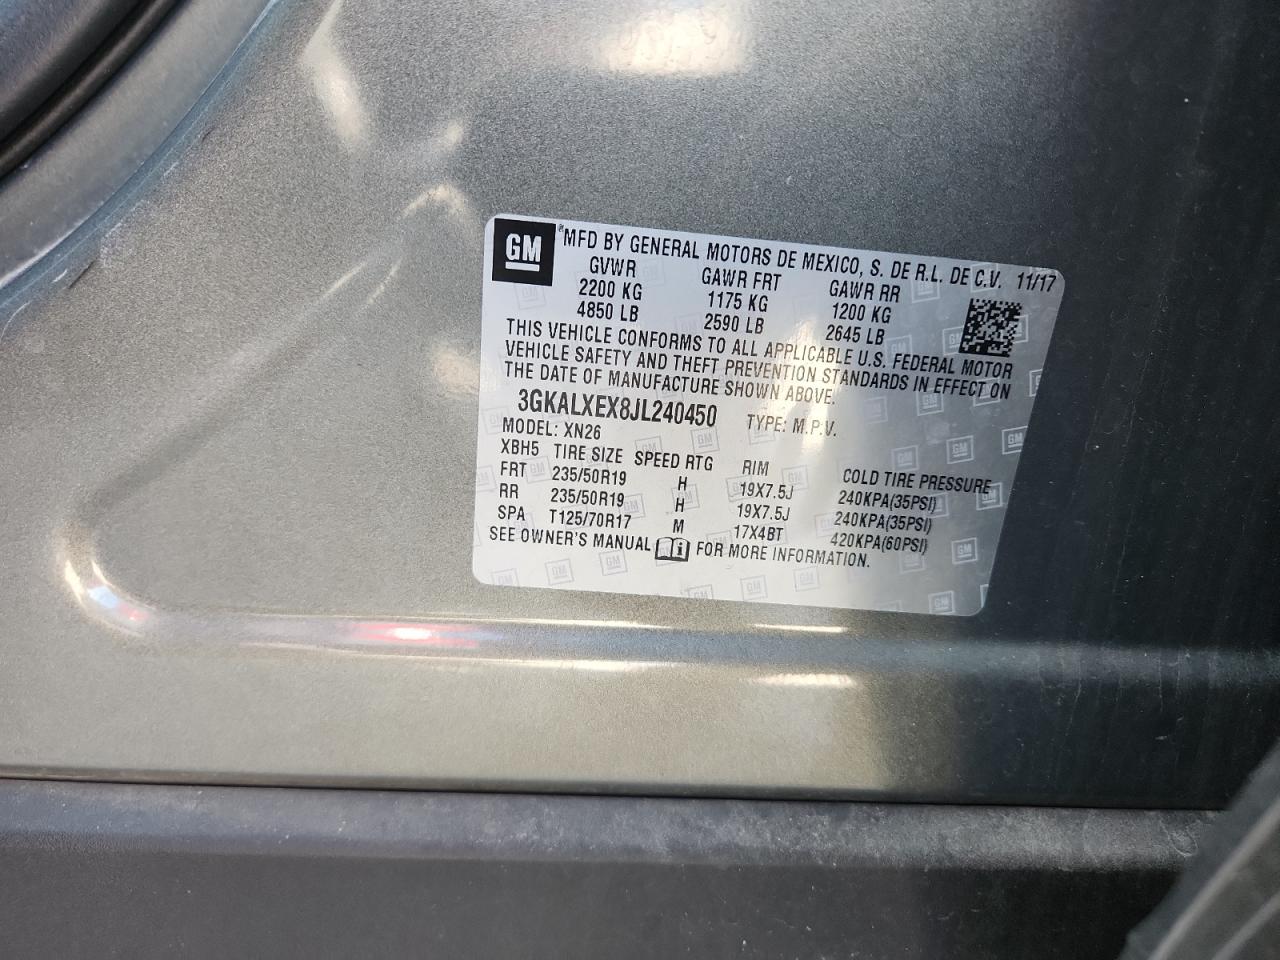 GM
® MFD BY GENERAL MOTORS DE MEXICO, S. DE R.L. DE C.V. 11/17
GVWR GAWR FRT GAWR RR
2200 KG 1175 KG 1200 KG
4850 LB 2590 LB 2645 LB
THIS VEHICLE CONFORMS TO ALL APPLICABLE U.S. FEDERAL MOTOR
VEHICLE SAFETY AND THEFT PREVENTION STANDARDS IN EFFECT ON
THE DATE OF MANUFACTURE SHOWN ABOVE.
3GKALXEX8JL240450 TYPE: M.P.V.
MODEL: XN26
XBH5 TIRE SIZE SPEED RTG RIM COLD TIRE PRESSURE
FRT 235/50R19 H 19X7.5J 240KPA(35PSI)
RR 235/50R19 H 19X7.5J 240KPA(35PSI)
SPA T125/70R17 M 17X4BT 420KPA(60PSI)
SEE OWNER'S MANUAL FOR MORE INFORMATION.